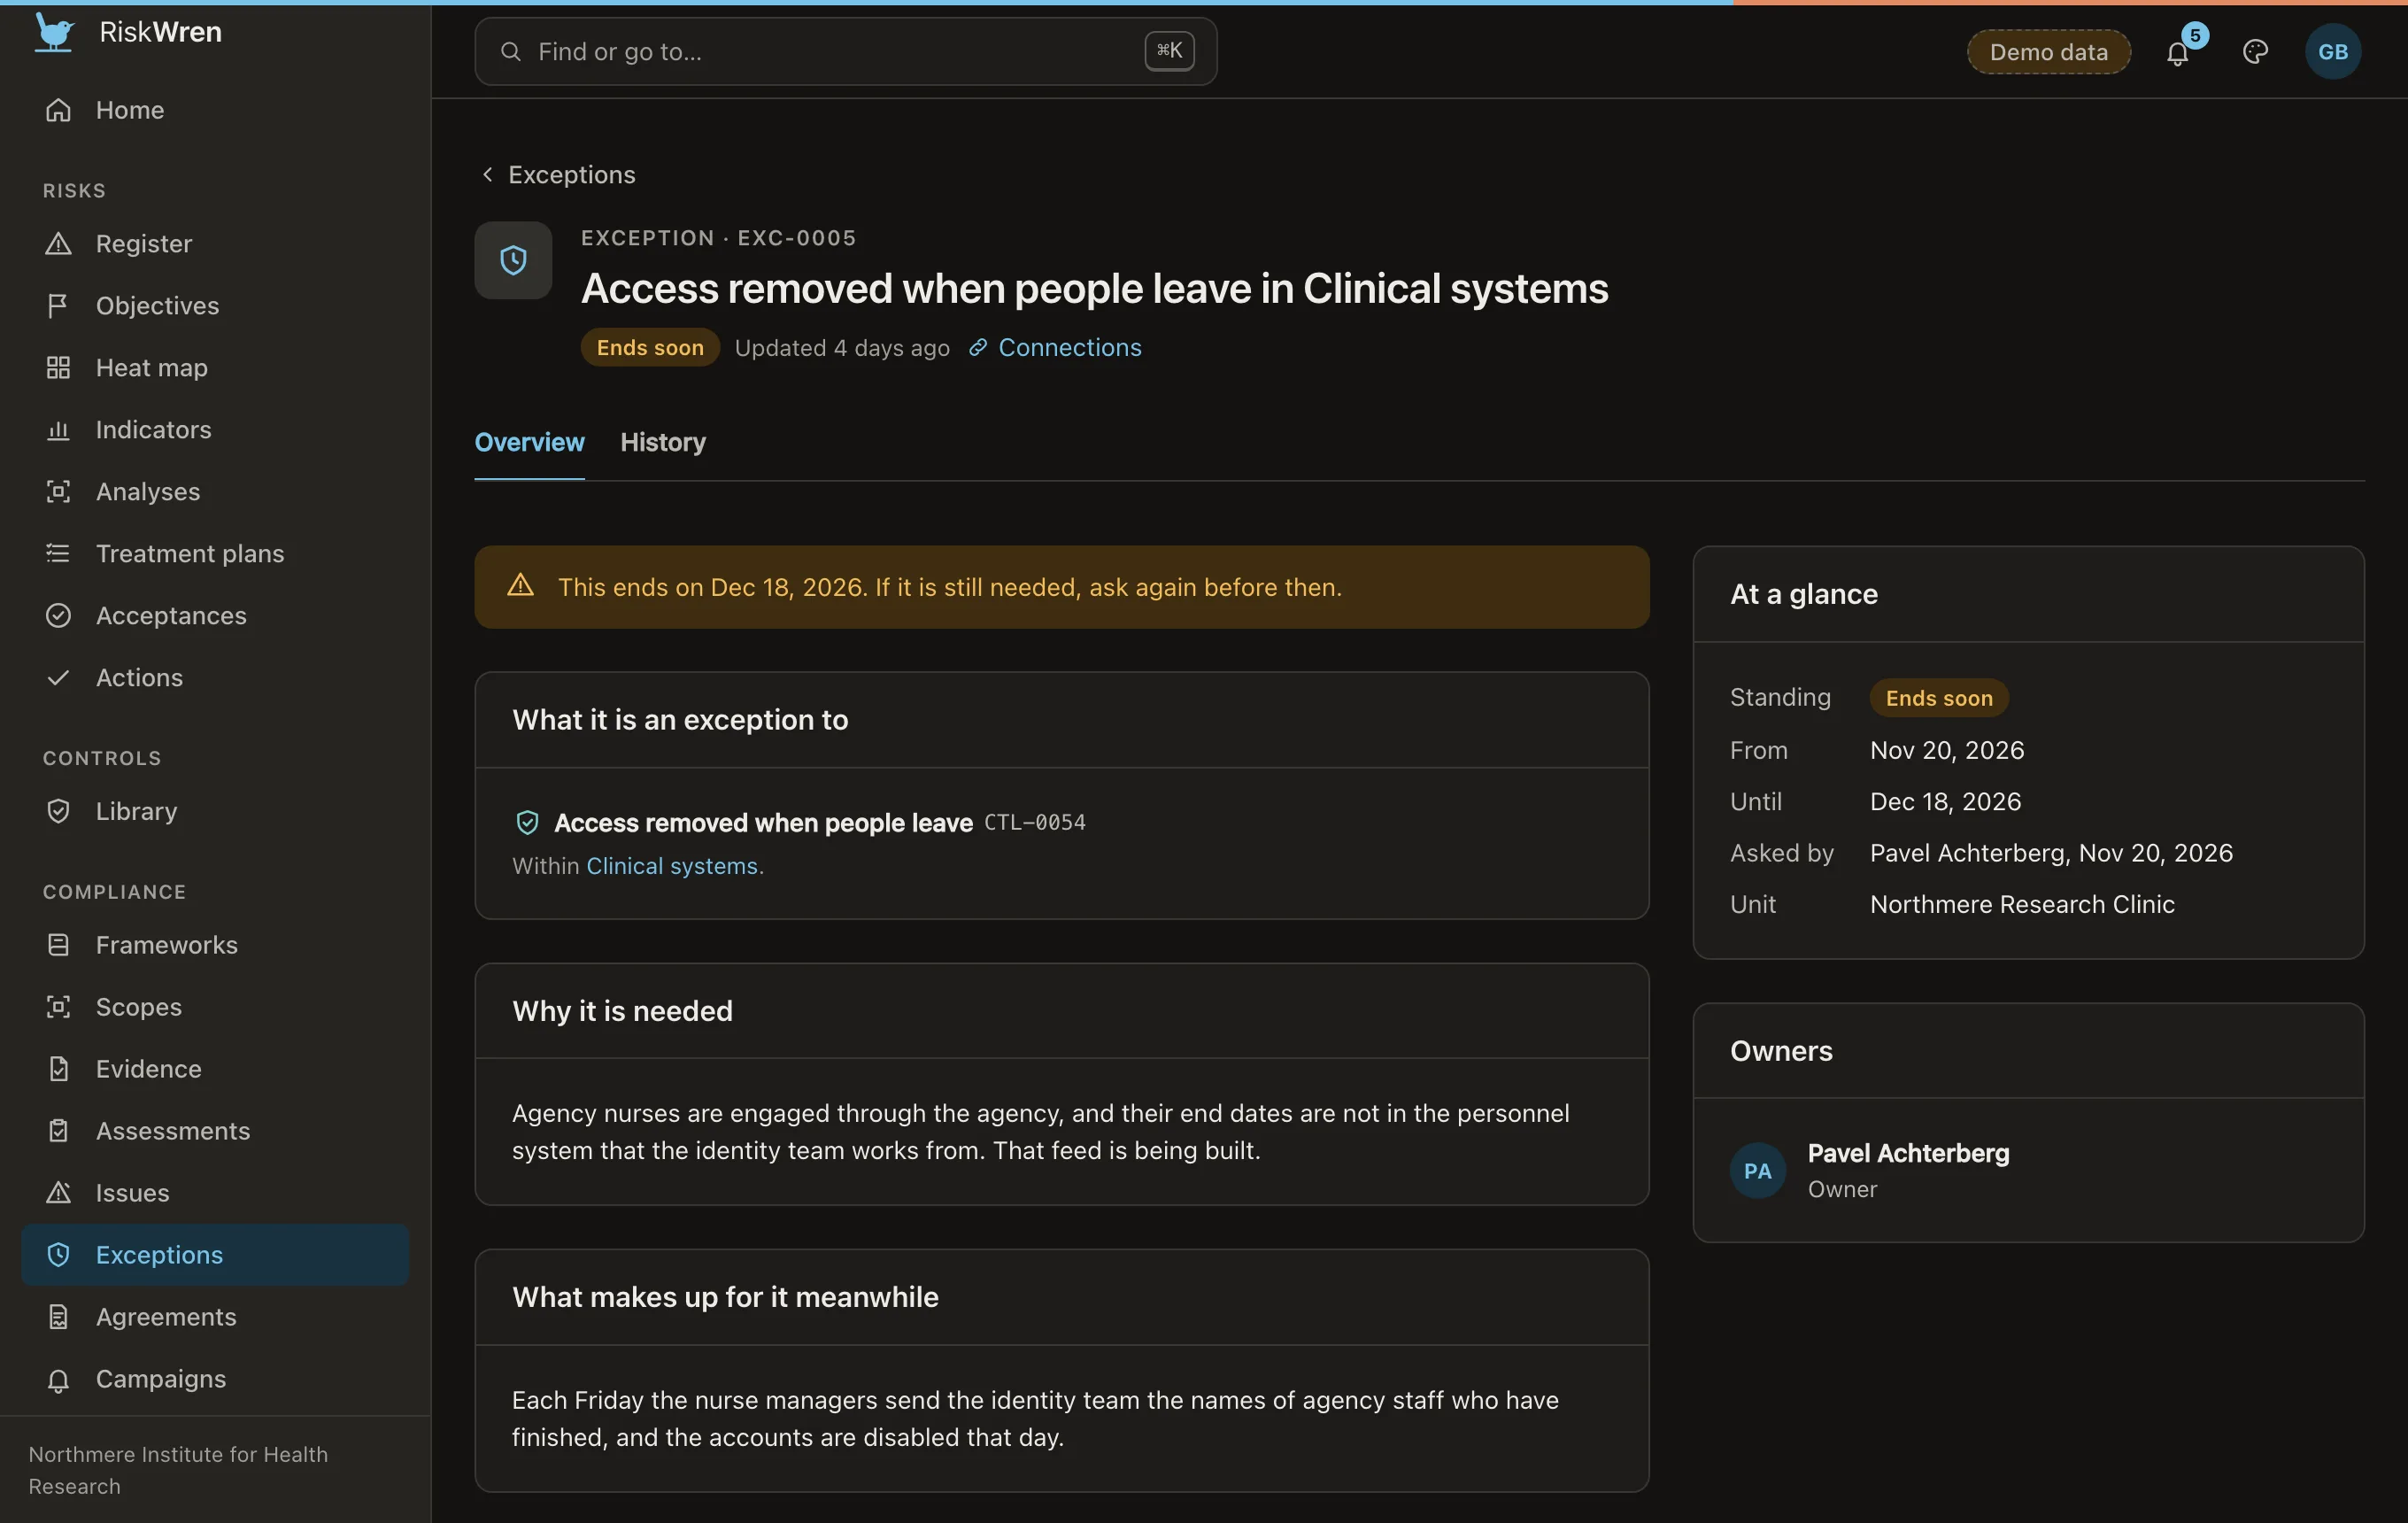 RiskWren
Find or go to...
⌘K
Demo data
5
GB
Home
RISKS
Register
Objectives
Heat map
Indicators
Analyses
Treatment plans
Acceptances
Actions
CONTROLS
Library
COMPLIANCE
Frameworks
Scopes
Evidence
Assessments
Issues
Exceptions
Agreements
Campaigns
Northmere Institute for Health
Research
Exceptions
EXCEPTION · EXC-0005
Access removed when people leave in Clinical systems
Ends soon Updated 4 days ago Connections
Overview History
This ends on Dec 18, 2026. If it is still needed, ask again before then.
What it is an exception to
Access removed when people leave CTL-0054
Within Clinical systems.
Why it is needed
Agency nurses are engaged through the agency, and their end dates are not in the personnel
system that the identity team works from. That feed is being built.
What makes up for it meanwhile
Each Friday the nurse managers send the identity team the names of agency staff who have
finished, and the accounts are disabled that day.
At a glance
Standing Ends soon
From Nov 20, 2026
Until Dec 18, 2026
Asked by Pavel Achterberg, Nov 20, 2026
Unit Northmere Research Clinic
Owners
PA
Pavel Achterberg
Owner